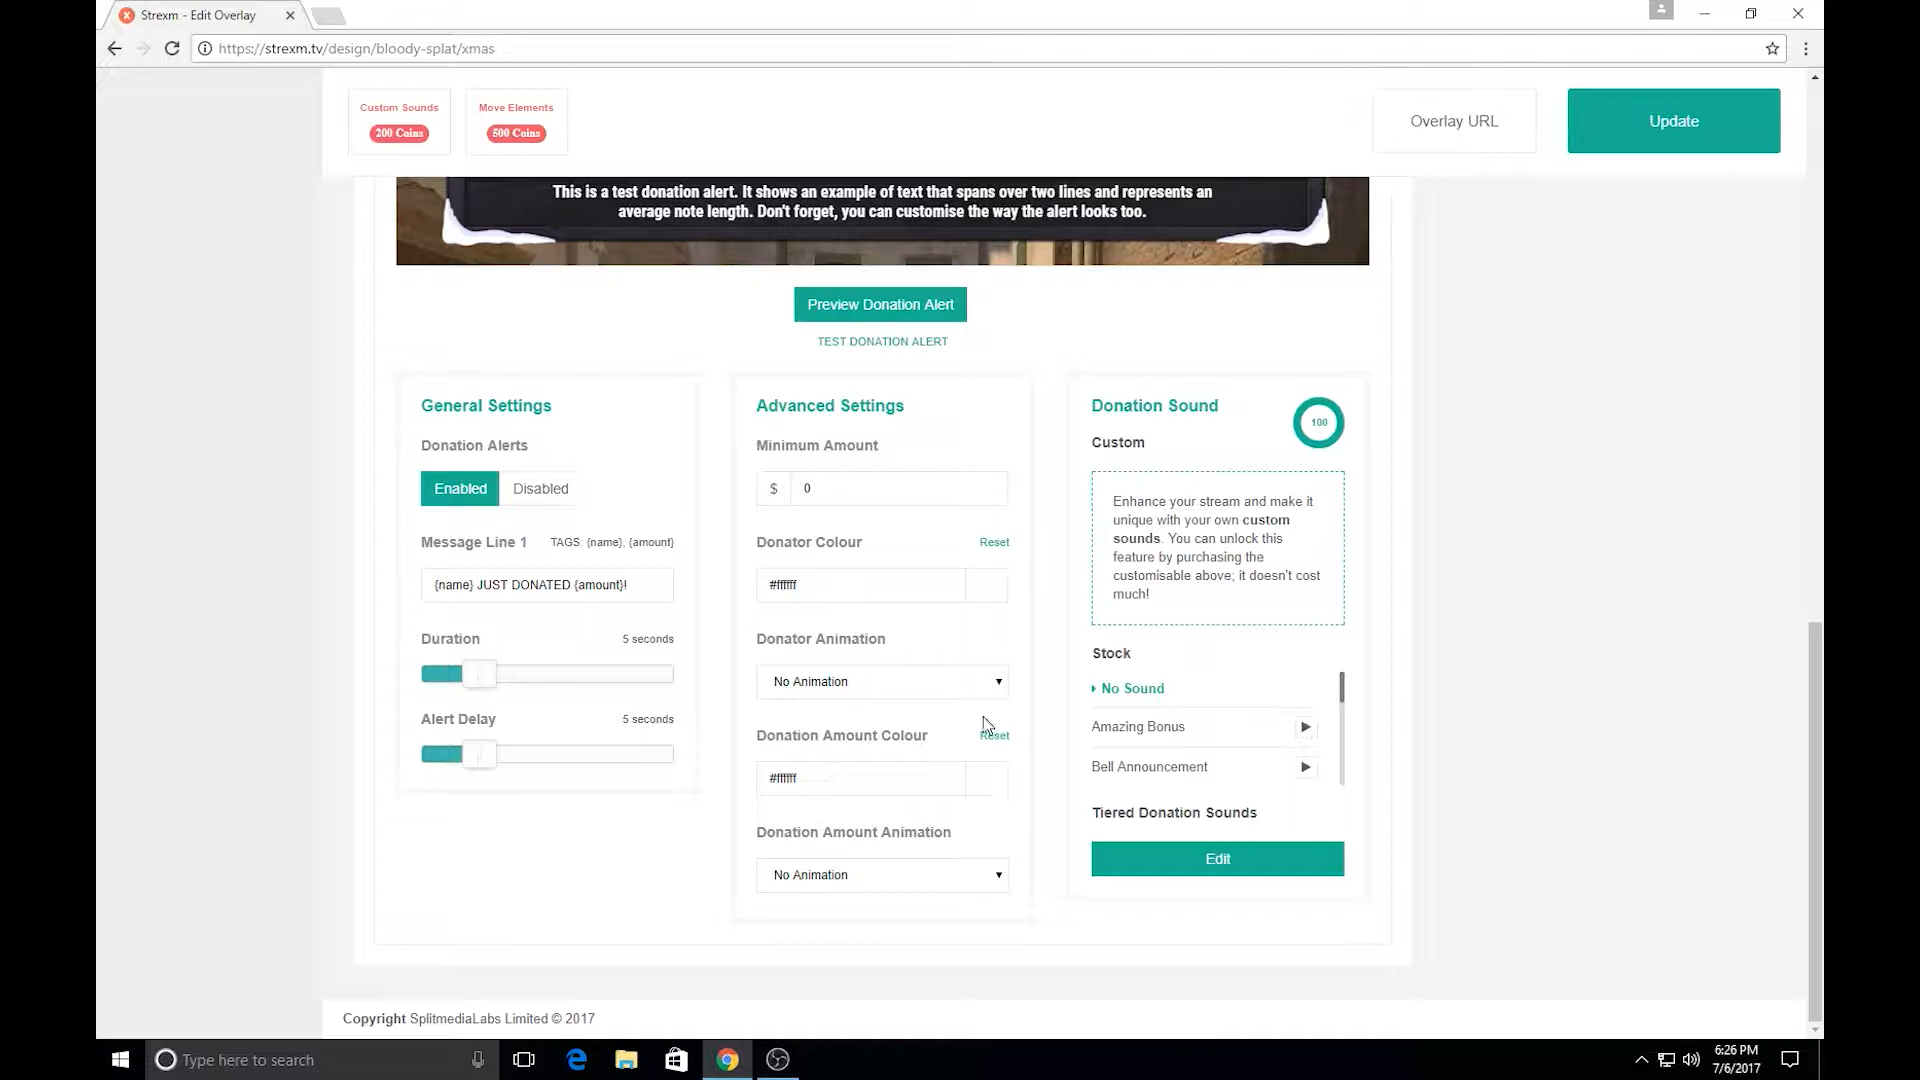 Strexm - Edit Overlay
https://strexm.tv/design/bloody-splat/xmas
Custom Sounds
200 Coins
Move Elements
500 Coins
Overlay URL
Update
This is a test donation alert. It shows an example of text that spans over two lines and represents an
average note length. Don't forget, you can customise the way the alert looks too.
Preview Donation Alert
TEST DONATION ALERT
General Settings
Donation Alerts
Enabled
Disabled
Message Line 1
TAGS: {name}, {amount}
{name} JUST DONATED {amount}!
Duration
5 seconds
Alert Delay
5 seconds
Advanced Settings
Minimum Amount
$ 0
Donator Colour
Reset
#ffffff
Donator Animation
No Animation
Donation Amount Colour
Reset
#ffffff
Donation Amount Animation
No Animation
Donation Sound
100
Custom
Enhance your stream and make it
unique with your own custom
sounds. You can unlock this
feature by purchasing the
customisable above; it doesn't cost
much!
Stock
No Sound
Amazing Bonus
Bell Announcement
Tiered Donation Sounds
Edit
Copyright SplitmediaLabs Limited © 2017
Type here to search
6:26 PM
7/6/2017